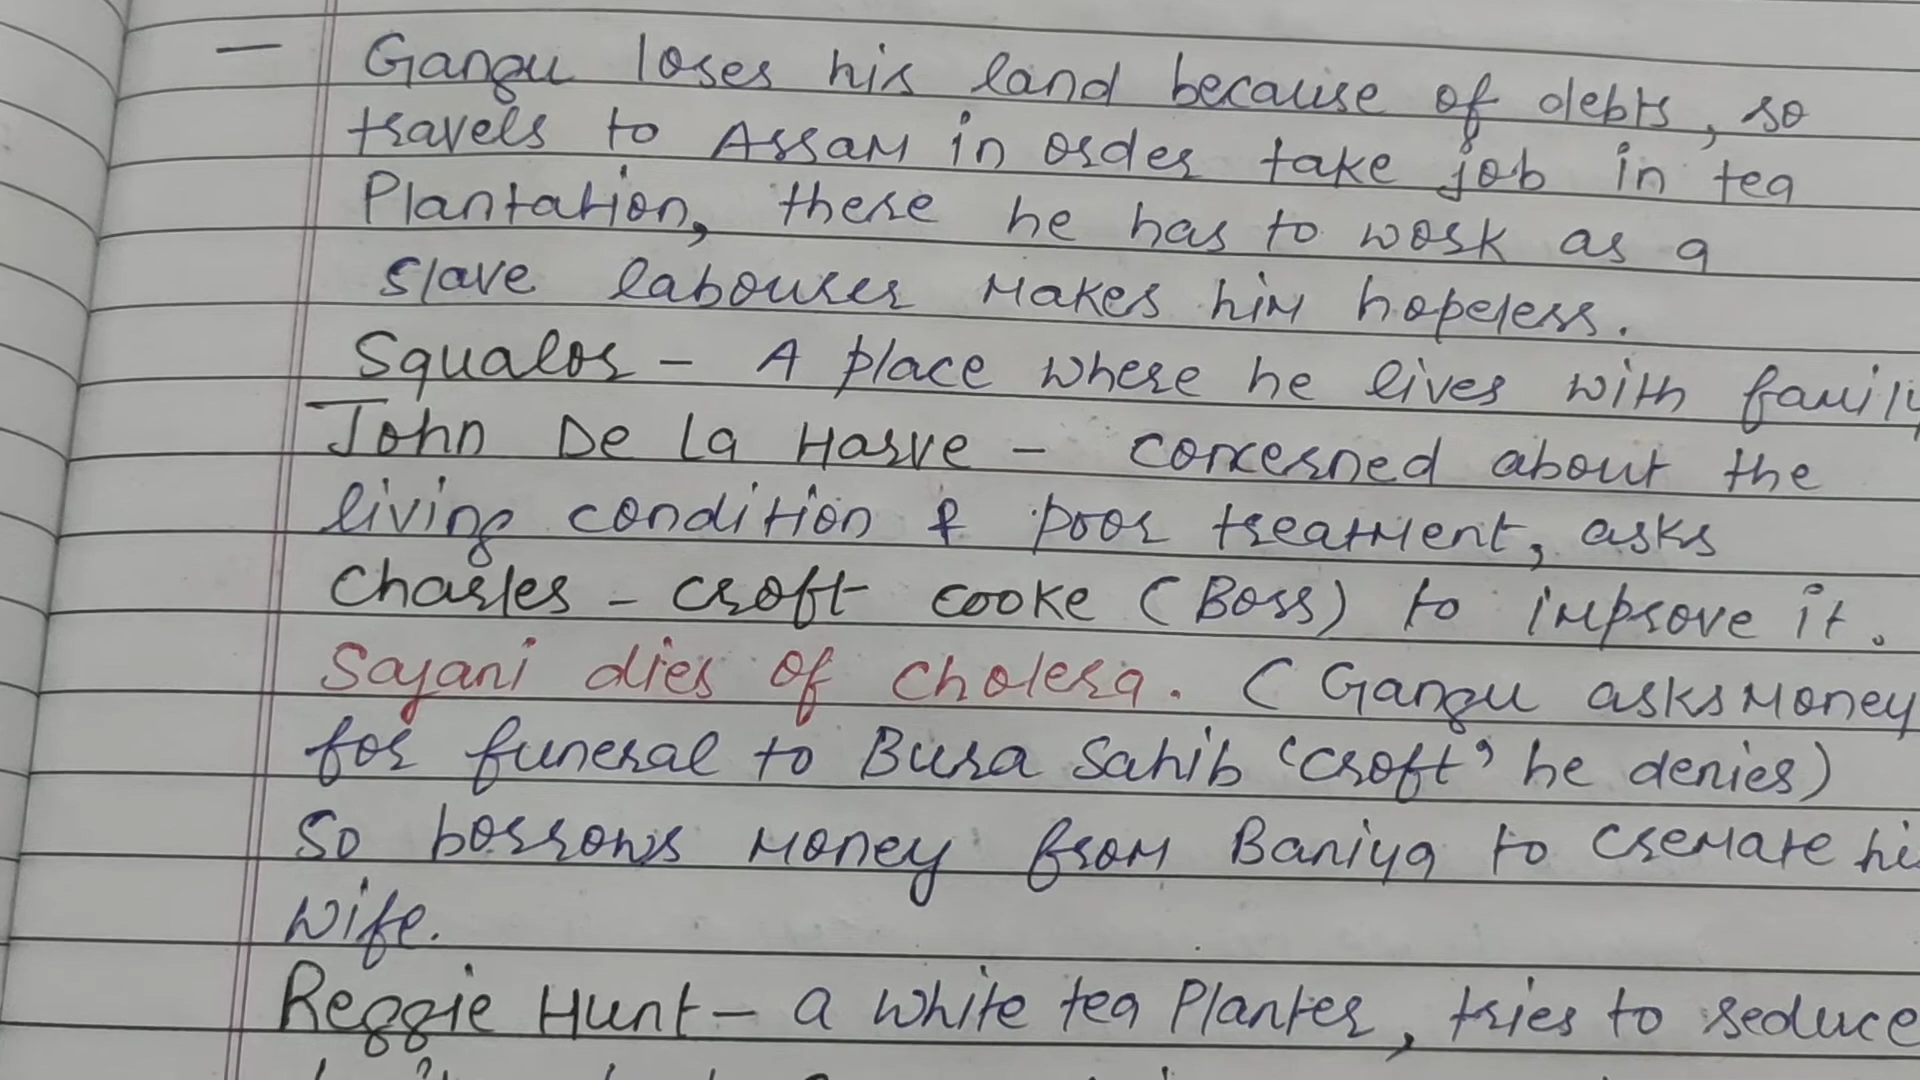 — Gangu loses his land because of debts, so
travels to Assam in order take job in tea
Plantation, there he has to work as a
slave labourer makes him hopeless.
Squalor - A place where he lives with family
John De La Harve - concerned about the
living condition & poor treatment, asks
Charles - croft cooke (Boss) to improve it.
Sajani dies of cholera. (Gangu asks Money
for funeral to Bura Sahib 'croft' he denies)
So borrows money from Baniya to cremate hi
wife.
Reggie Hunt - a white tea Planter, tries to seduce